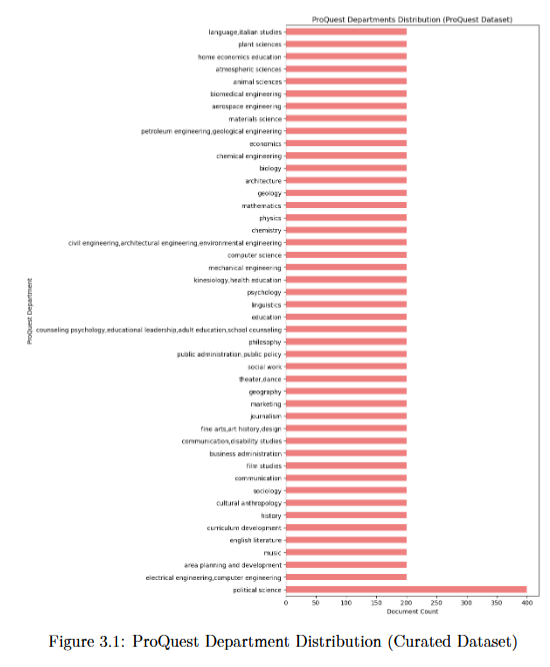 ProQuest Departments Distribution (ProQuest Dataset)
language,italian studies
plant sciences
home economics education
atmospheric sciences
animal sciences
biomedical engineering
aerospace engineering
materials science
petroleum engineering,geological engineering
economics
chemical engineering
biology
architecture
geology
mathematics
physics
chemistry
civil engineering,architectural engineering,environmental engineering
computer science
mechanical engineering
kinesiology,health education
psychology
linguistics
education
counseling psychology,educational leadership,adult education,school counseling
philosophy
public administration,public policy
social work
theater,dance
geography
marketing
journalism
fine arts,art history,design
communication,disability studies
business administration
film studies
communication
sociology
cultural anthropology
history
curriculum development
english literature
music
area planning and development
electrical engineering,computer engineering
political science
ProQuest Department
0 50 100 150 200 250 300 350 400
Document Count
Figure 3.1: ProQuest Department Distribution (Curated Dataset)